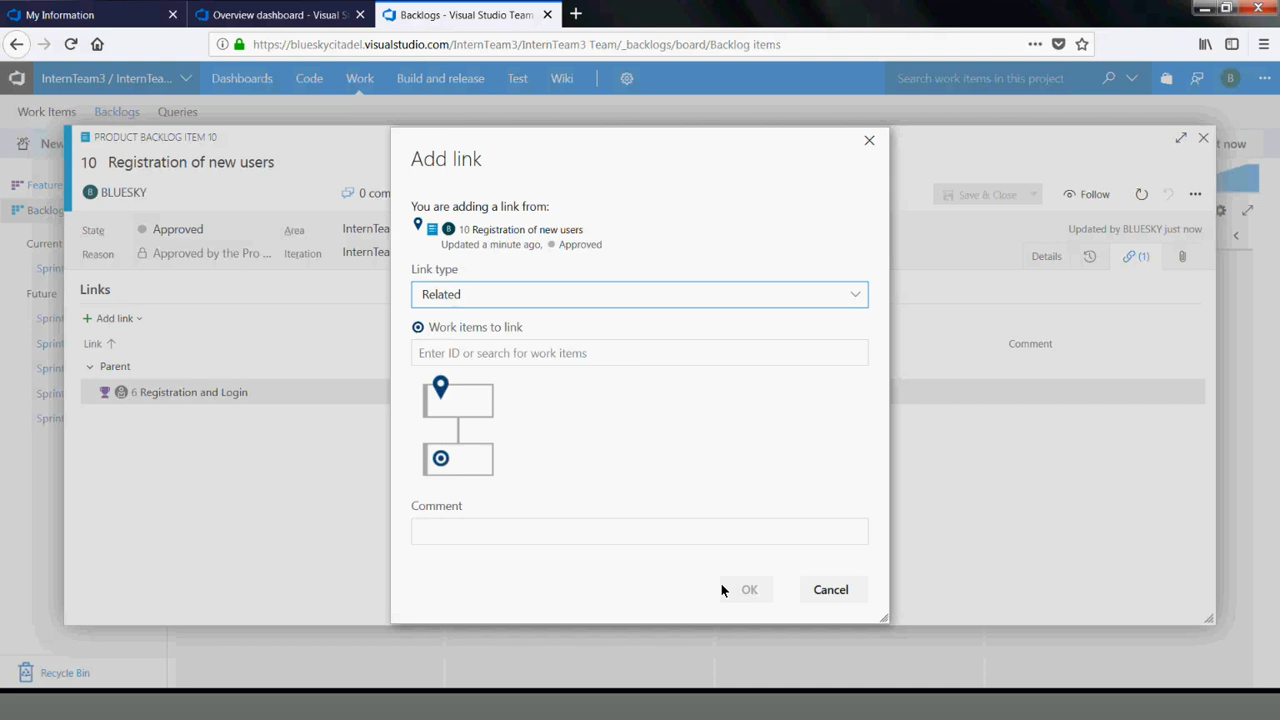 My Information
Overview dashboard - Visual S
Backlogs - Visual Studio Team
https://blueskycitadel.visualstudio.com/InternTeam3/InternTeam3 Team/_backlogs/board/Backlog items
InternTeam3 / InternTea...
Dashboards
Code
Work
Build and release
Test
Wiki
Search work items in this project
B
Work Items
Backlogs
Queries
New
t now
PRODUCT BACKLOG ITEM 10
10 Registration of new users
B BLUESKY
0 com
Save & Close
Follow
State
Approved
Area
InternTea
Updated by BLUESKY just now
Reason
Approved by the Pro ...
Iteration
InternTea
Details
(1)
Feature
Backlog
Current
Sprint
Future
Sprint
Sprint
Sprint
Sprint
Sprint
Links
+ Add link
Link
Comment
Parent
6 Registration and Login
Add link
You are adding a link from:
B 10 Registration of new users
Updated a minute ago, Approved
Link type
Related
Work items to link
Enter ID or search for work items
Comment
OK
Cancel
Recycle Bin